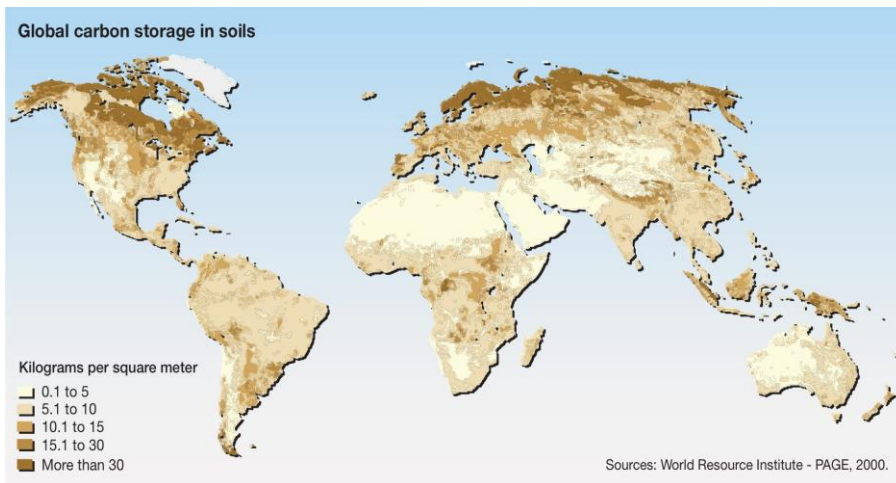 Global carbon storage in soils
Kilograms per square meter
0.1 to 5
5.1 to 10
10.1 to 15
15.1 to 30
More than 30
Sources: World Resource Institute - PAGE, 2000.